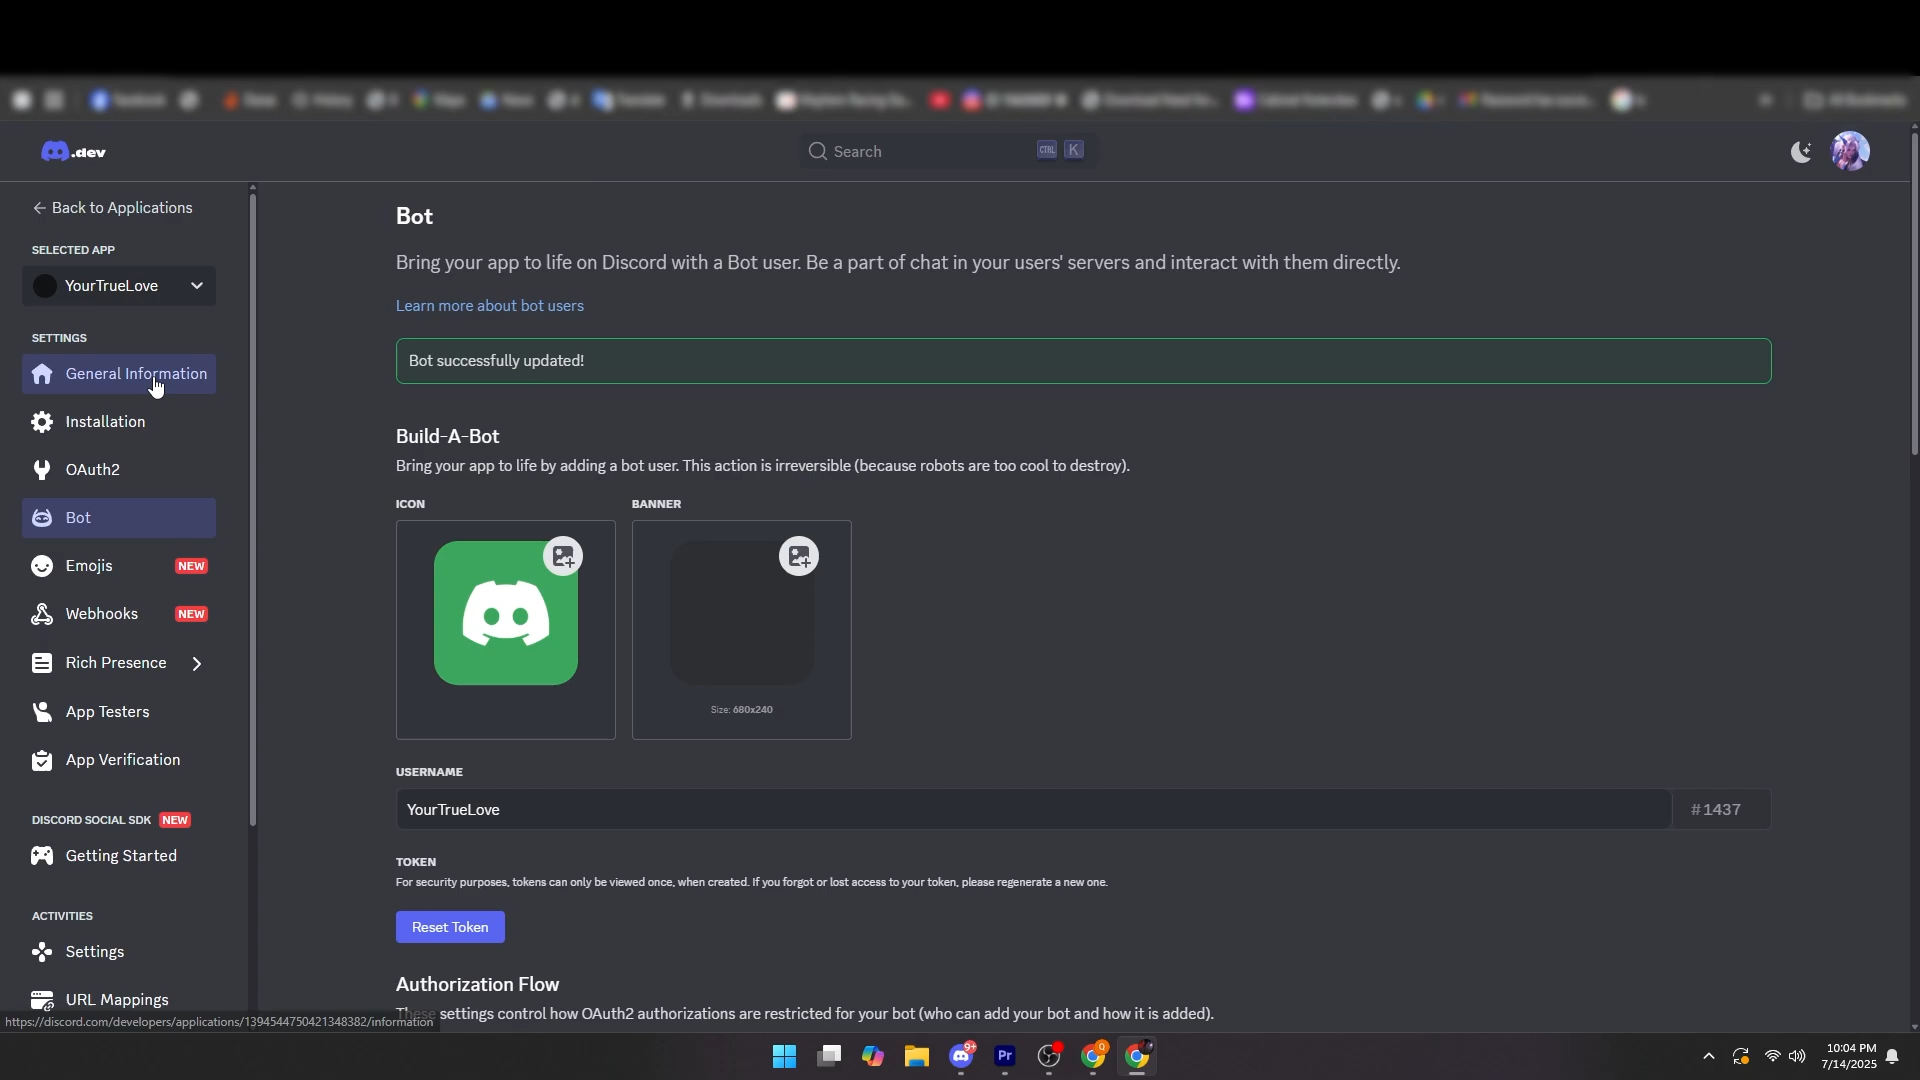 .dev
Search
CTRL K
← Back to Applications
SELECTED APP
YourTrueLove
SETTINGS
General Information
Installation
OAuth2
Bot
Emojis NEW
Webhooks NEW
Rich Presence
App Testers
App Verification
DISCORD SOCIAL SDK NEW
Getting Started
ACTIVITIES
Settings
URL Mappings
https://discord.com/developers/applications/1394544750421348382/information
Bot
Bring your app to life on Discord with a Bot user. Be a part of chat in your users' servers and interact with them directly.
Learn more about bot users
Bot successfully updated!
Build-A-Bot
Bring your app to life by adding a bot user. This action is irreversible (because robots are too cool to destroy).
ICON
BANNER
Size: 680x240
USERNAME
YourTrueLove
#1437
TOKEN
For security purposes, tokens can only be viewed once, when created. If you forgot or lost access to your token, please regenerate a new one.
Reset Token
Authorization Flow
These settings control how OAuth2 authorizations are restricted for your bot (who can add your bot and how it is added).
9+
Pr
10:04 PM
7/14/2025